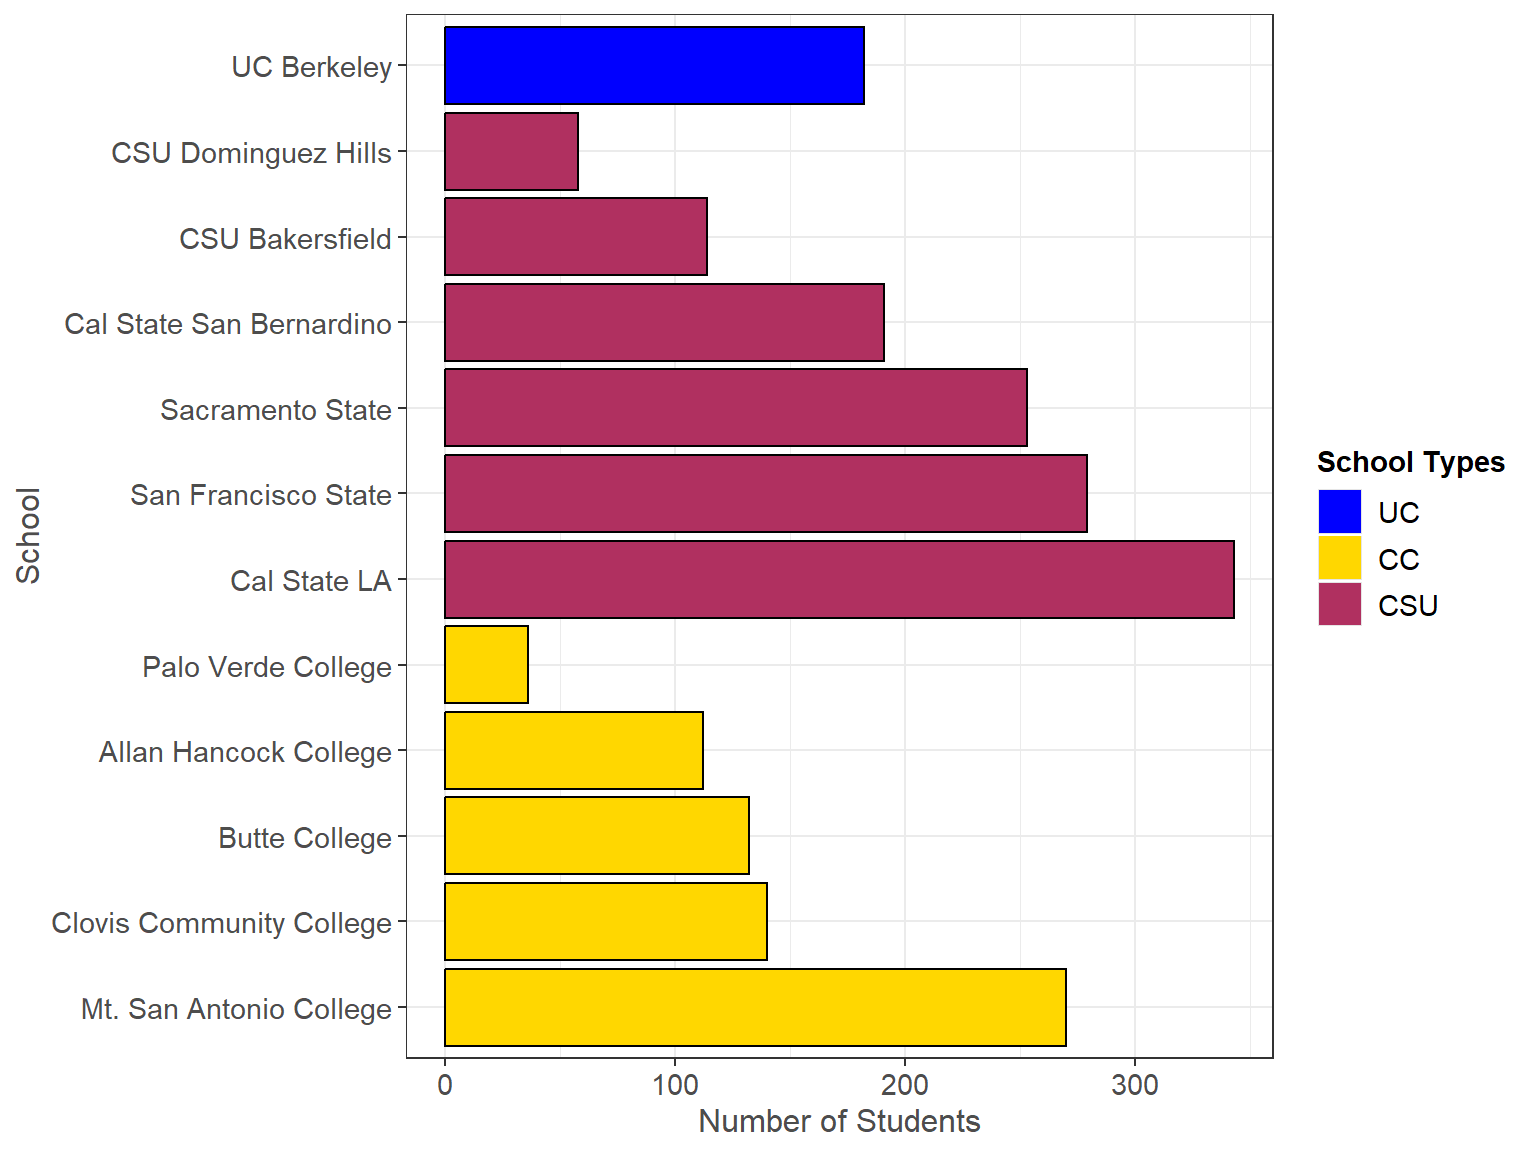 UC Berkeley
CSU Dominguez Hills
CSU Bakersfield
Cal State San Bernardino
Sacramento State
San Francisco State
Cal State LA
Palo Verde College
Allan Hancock College
Butte College
Clovis Community College
Mt. San Antonio College
School
0 100 200 300
Number of Students
School Types
UC
CC
CSU